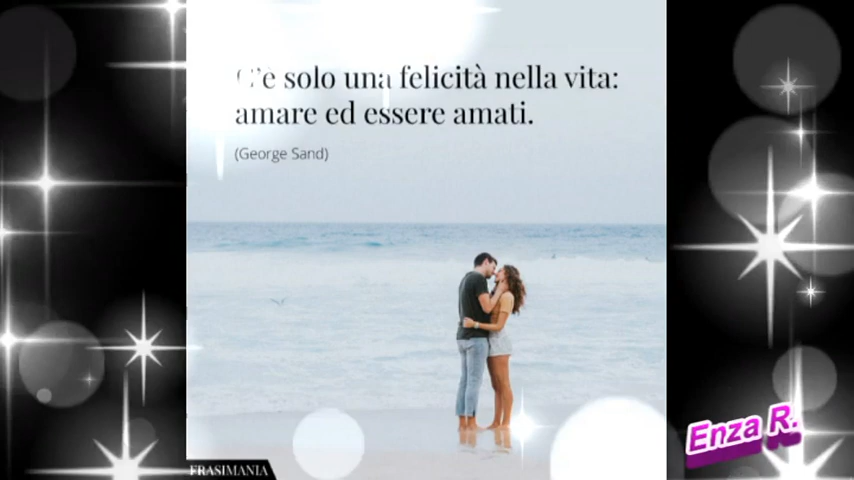 C'è solo una felicità nella vita:
amare ed essere amati.
(George Sand)
FRASIMANIA
Enza R.